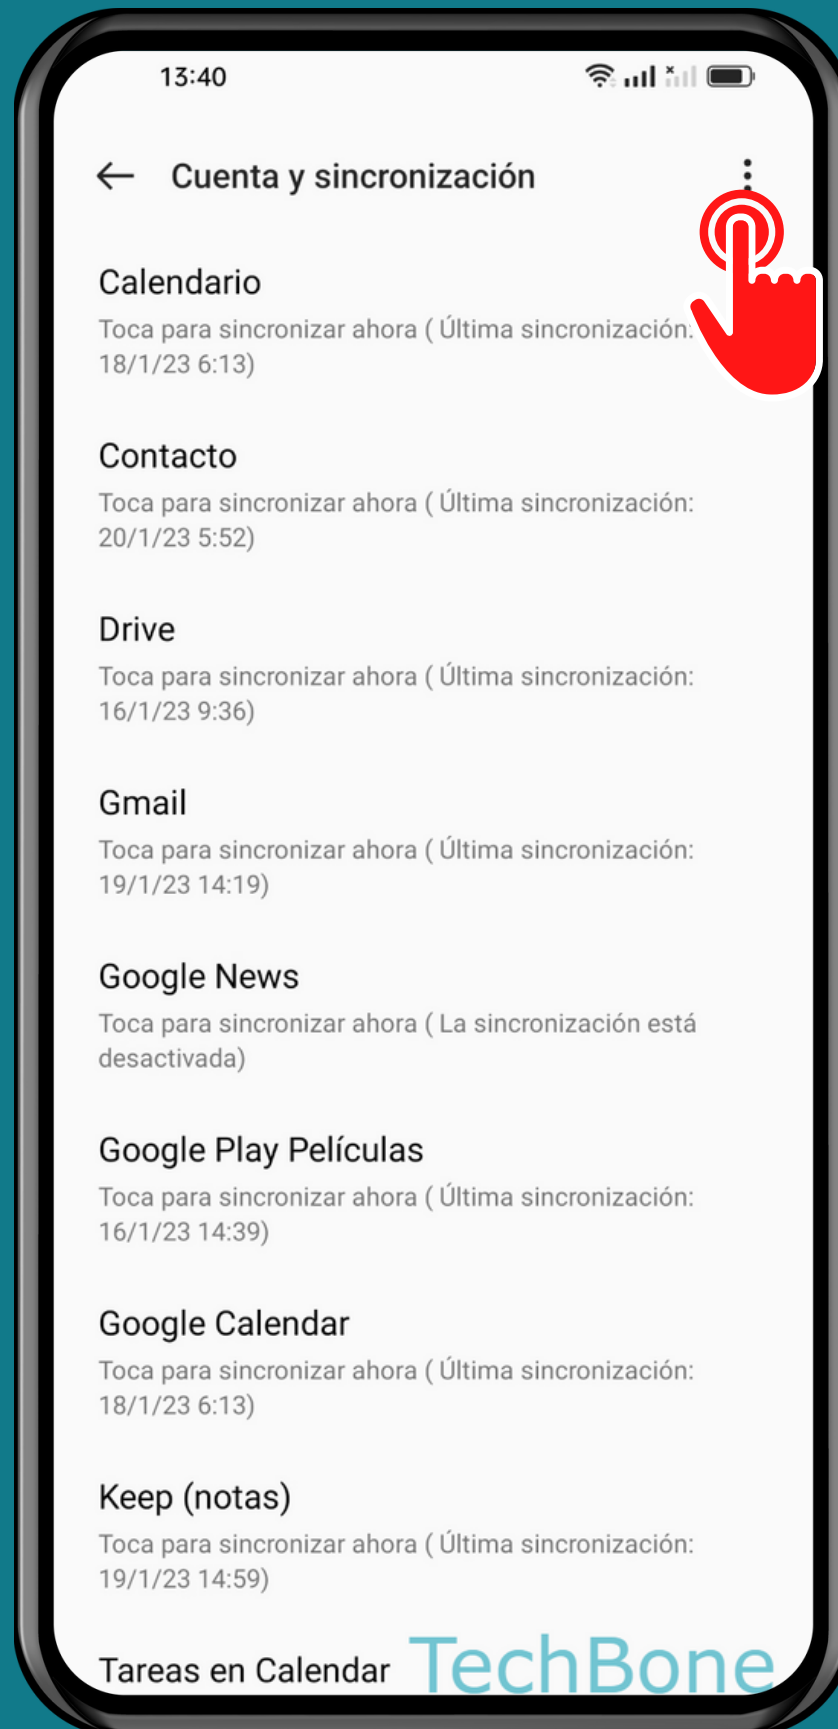 13:40
Cuenta y sincronización
Calendario
Toca para sincronizar ahora ( Última sincronización:
18/1/23 6:13)
Contacto
Toca para sincronizar ahora ( Última sincronización:
20/1/23 5:52)
Drive
Toca para sincronizar ahora ( Última sincronización:
16/1/23 9:36)
Gmail
Toca para sincronizar ahora ( Última sincronización:
19/1/23 14:19)
Google News
Toca para sincronizar ahora ( La sincronización está
desactivada)
Google Play Películas
Toca para sincronizar ahora ( Última sincronización:
16/1/23 14:39)
Google Calendar
Toca para sincronizar ahora ( Última sincronización:
18/1/23 6:13)
Keep (notas)
Toca para sincronizar ahora ( Última sincronización:
19/1/23 14:59)
Tareas en Calendar
TechBone